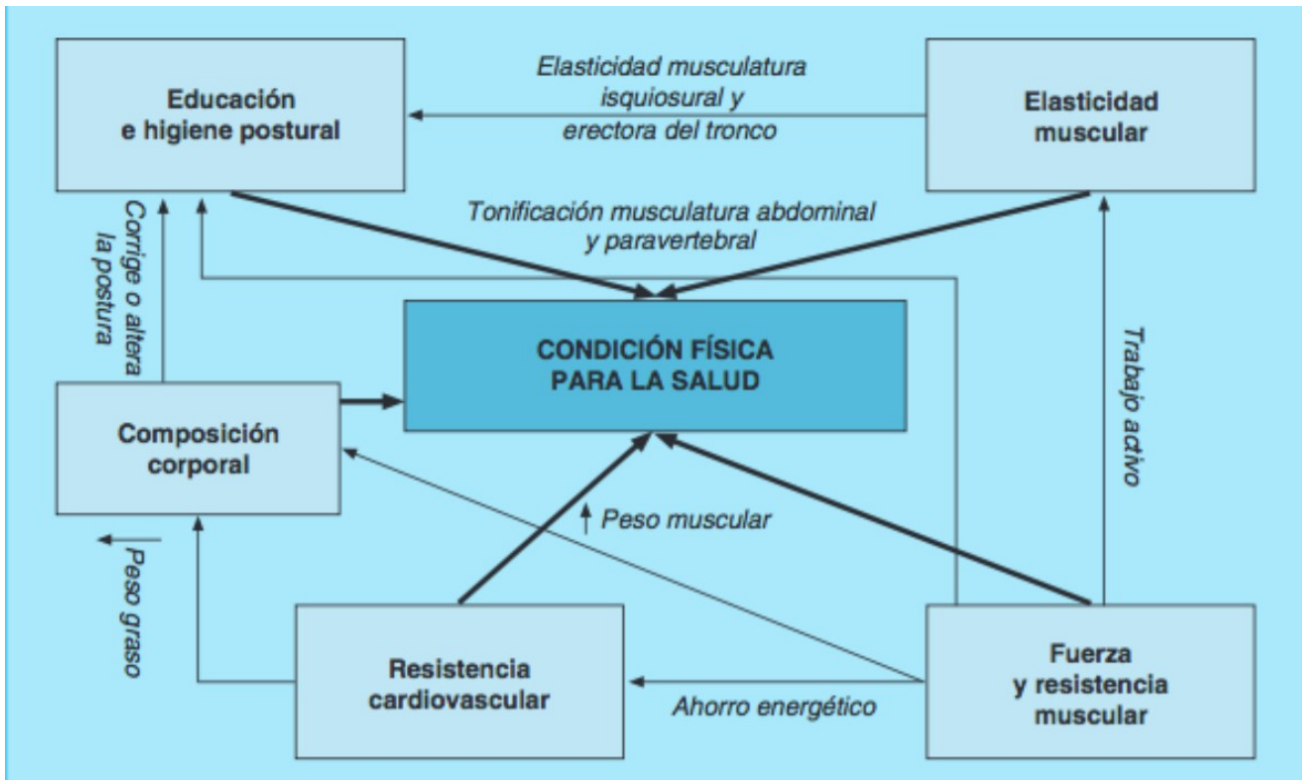 Educación
e higiene postural
Elasticidad musculatura
isquiosural y
erectora del tronco
Elasticidad
muscular
Corrige o altera
la postura
Tonificación musculatura abdominal
y paravertebral
CONDICIÓN FÍSICA
PARA LA SALUD
Trabajo activo
Composición
corporal
Peso muscular
Peso graso
Resistencia
cardiovascular
Ahorro energético
Fuerza
y resistencia
muscular